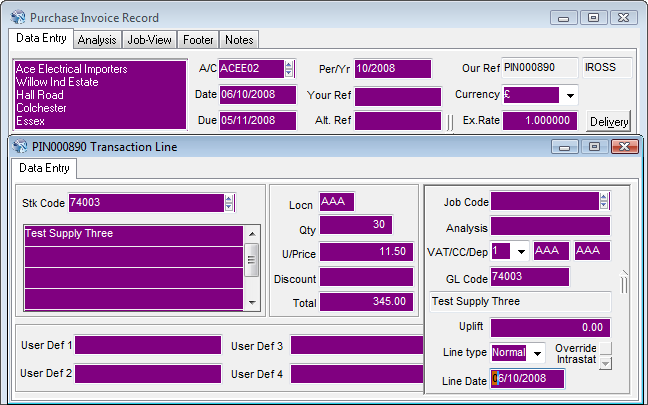 Purchase Invoice Record
Data Entry Analysis Job-View Footer Notes
Ace Electrical Importers
Willow Ind Estate
Hall Road
Colchester
Essex
A/C ACEE02 Per/Yr 10/2008 Our Ref PIN000890 IROSS
Date 06/10/2008 Your Ref Currency £
Due 05/11/2008 Alt. Ref Ex.Rate 1.000000 Delivery
PIN000890 Transaction Line
Data Entry
Stk Code 74003
Test Supply Three
Locn AAA
Qty 30
U/Price 11.50
Discount
Total 345.00
Job Code
Analysis
VAT/CC/Dep 1 AAA AAA
GL Code 74003
Test Supply Three
Uplift 0.00
Line type Normal Override
Intrastat
Line Date 06/10/2008
User Def 1 User Def 3
User Def 2 User Def 4